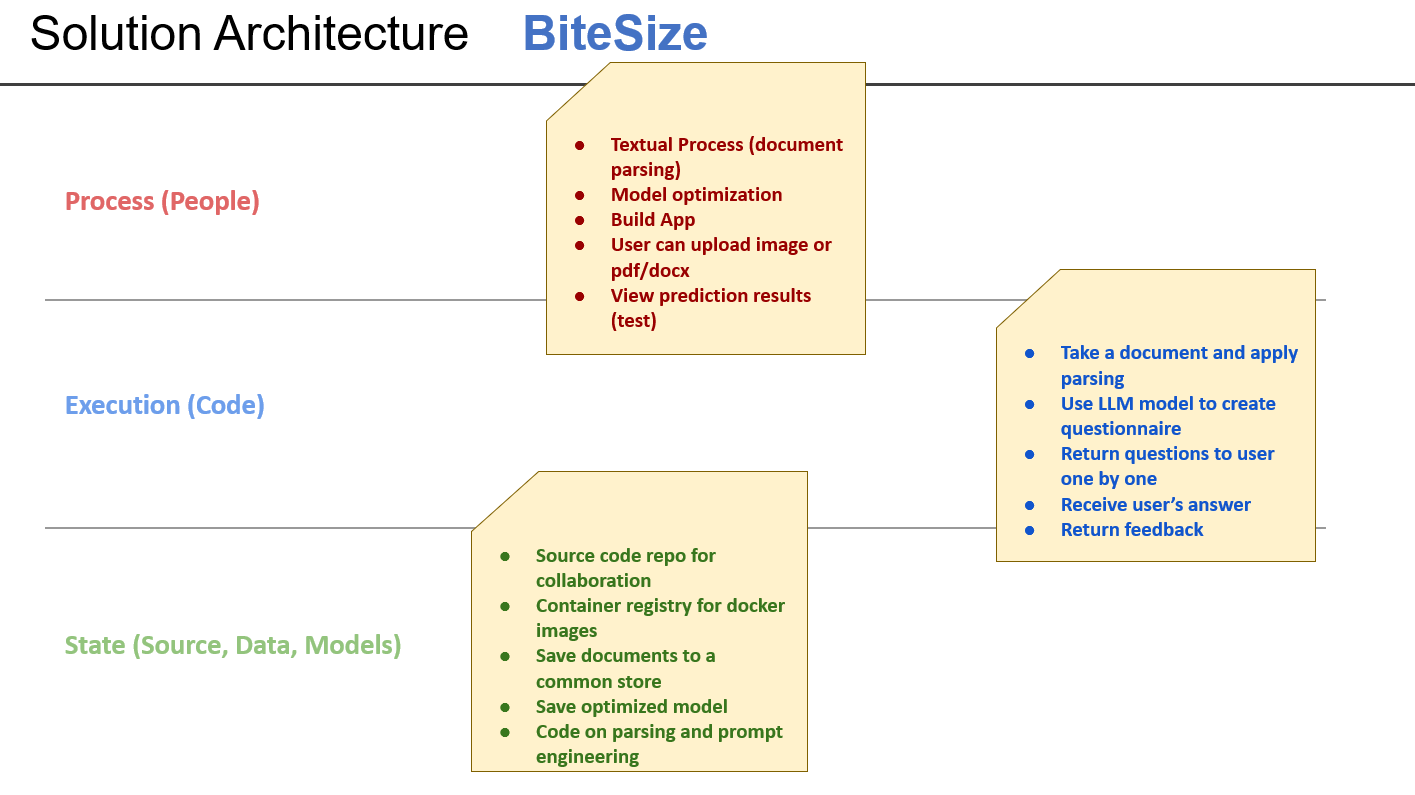 Solution Architecture BiteSize
Process (People)
● Textual Process (document
parsing)
● Model optimization
● Build App
● User can upload image or
pdf/docx
● View prediction results
(test)
Execution (Code)
● Take a document and apply
parsing
● Use LLM model to create
questionnaire
● Return questions to user
one by one
● Receive user’s answer
● Return feedback
State (Source, Data, Models)
● Source code repo for
collaboration
● Container registry for docker
images
● Save documents to a
common store
● Save optimized model
● Code on parsing and prompt
engineering